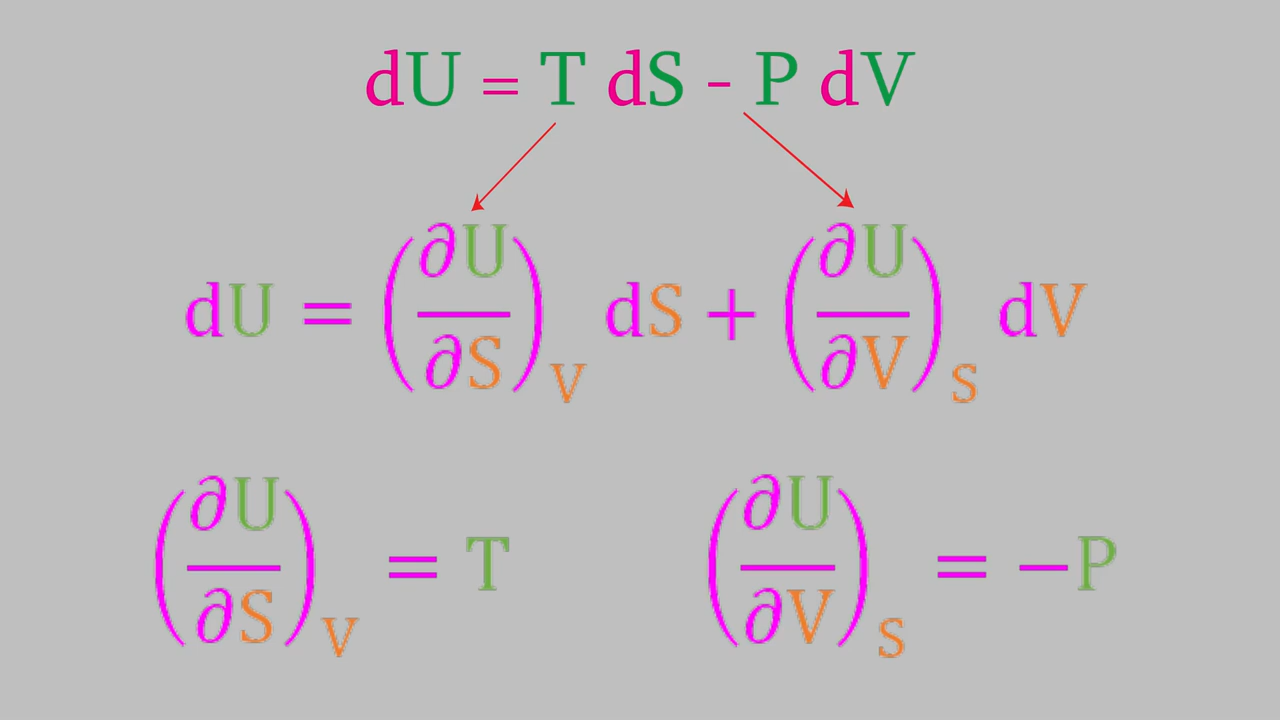 dU = T dS - P dV
dU = (∂U/∂S)_V dS + (∂U/∂V)_S dV
(∂U/∂S)_V = T (∂U/∂V)_S = −P